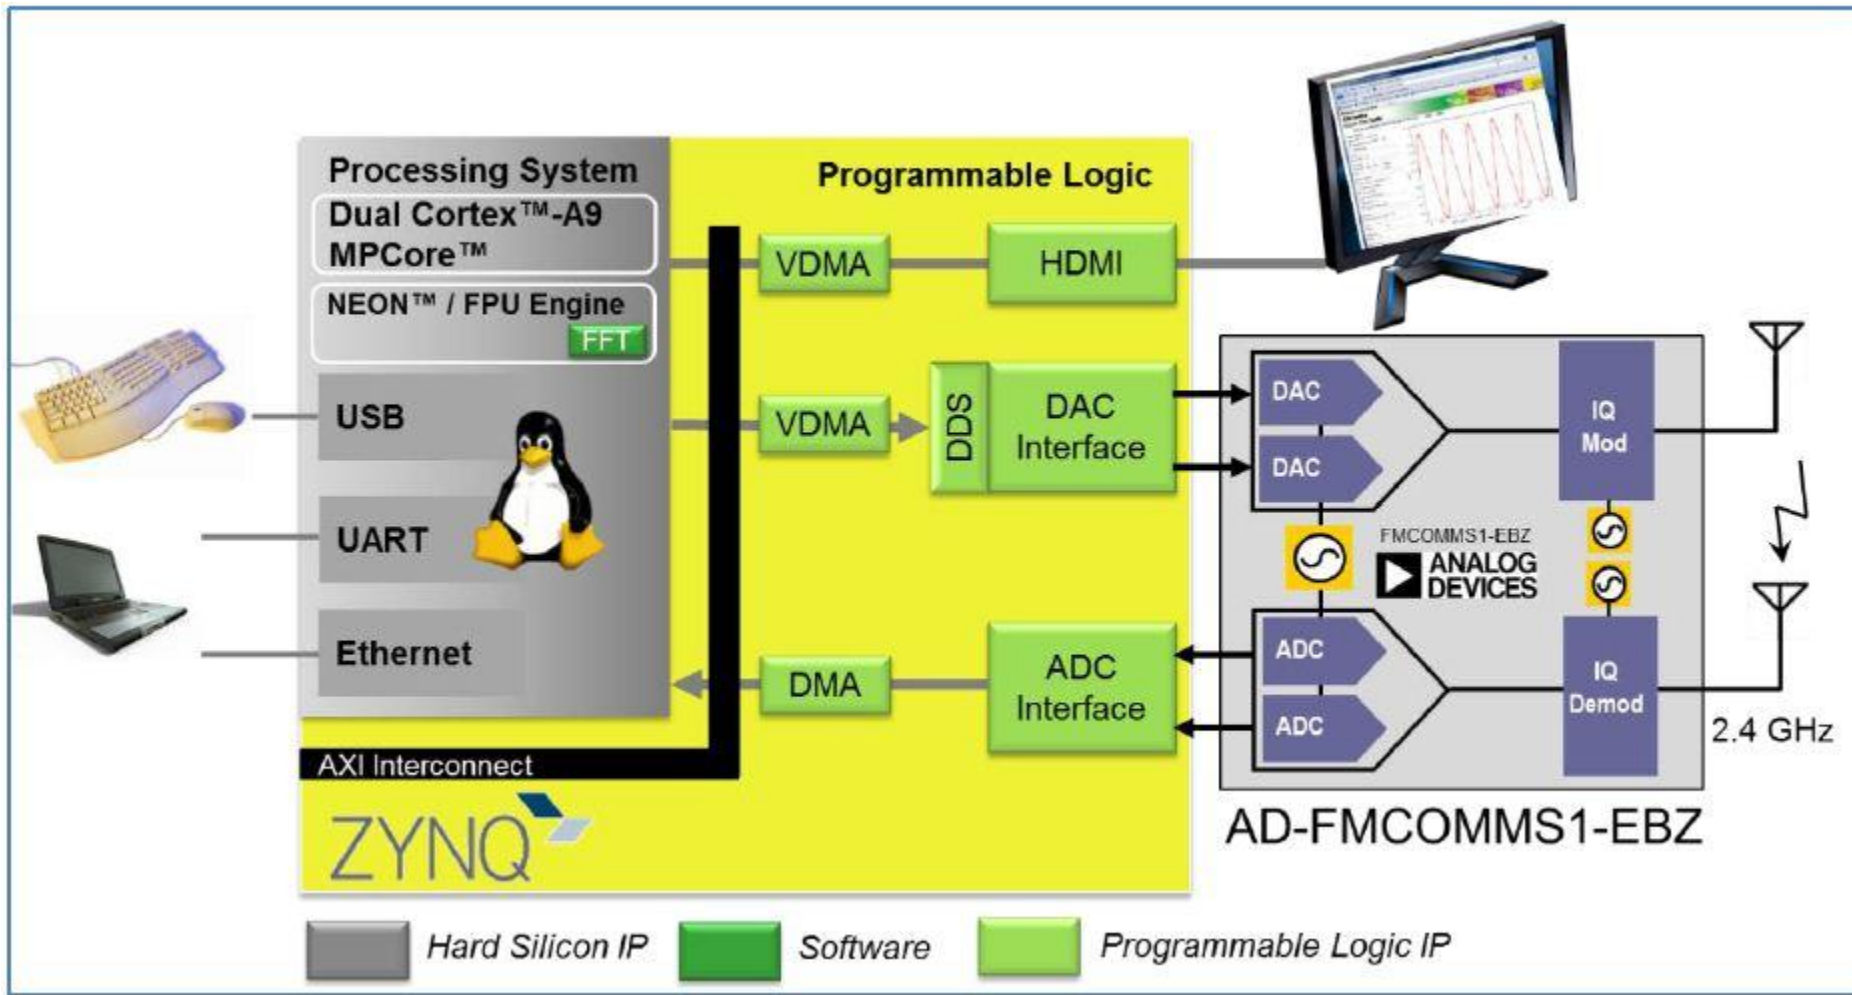 Processing System
Dual Cortex™-A9
MPCore™
NEON™ / FPU Engine
FFT
USB
UART
Ethernet
AXI Interconnect
ZYNQ
Programmable Logic
VDMA
HDMI
VDMA
DDS
DAC
Interface
DMA
ADC
Interface
DAC
DAC
IQ
Mod
FMCOMMS1-EBZ
ANALOG
DEVICES
ADC
ADC
IQ
Demod
2.4 GHz
AD-FMCOMMS1-EBZ
Hard Silicon IP
Software
Programmable Logic IP